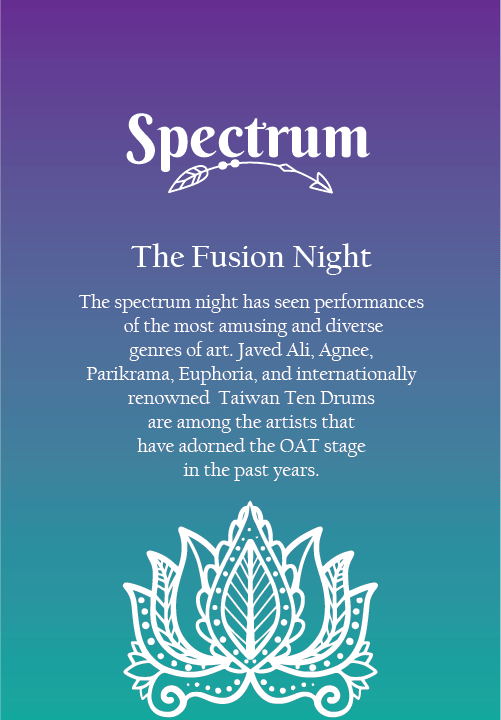 Spectrum
The Fusion Night
The spectrum night has seen performances
of the most amusing and diverse
genres of art. Javed Ali, Agnee,
Parikrama, Euphoria, and internationally
renowned  Taiwan Ten Drums
are among the artists that
have adorned the OAT stage
in the past years.